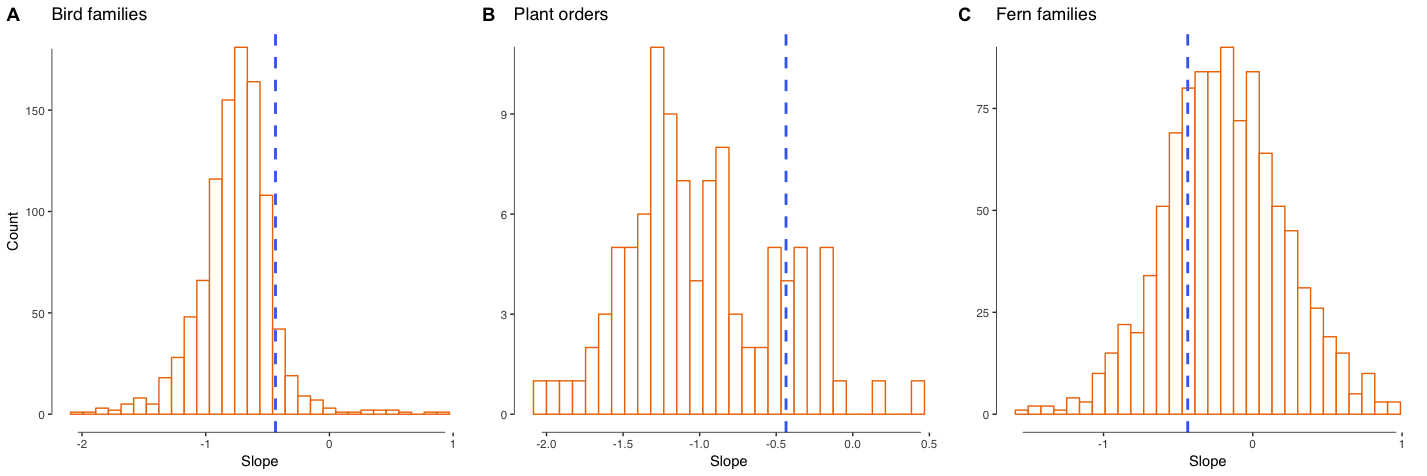 A Bird families
B Plant orders
C Fern families
Count
150
100
50
0
-2 -1 0 1
Slope
9
6
3
0
-2.0 -1.5 -1.0 -0.5 0.0 0.5
Slope
75
50
25
0
-1 0 1
Slope